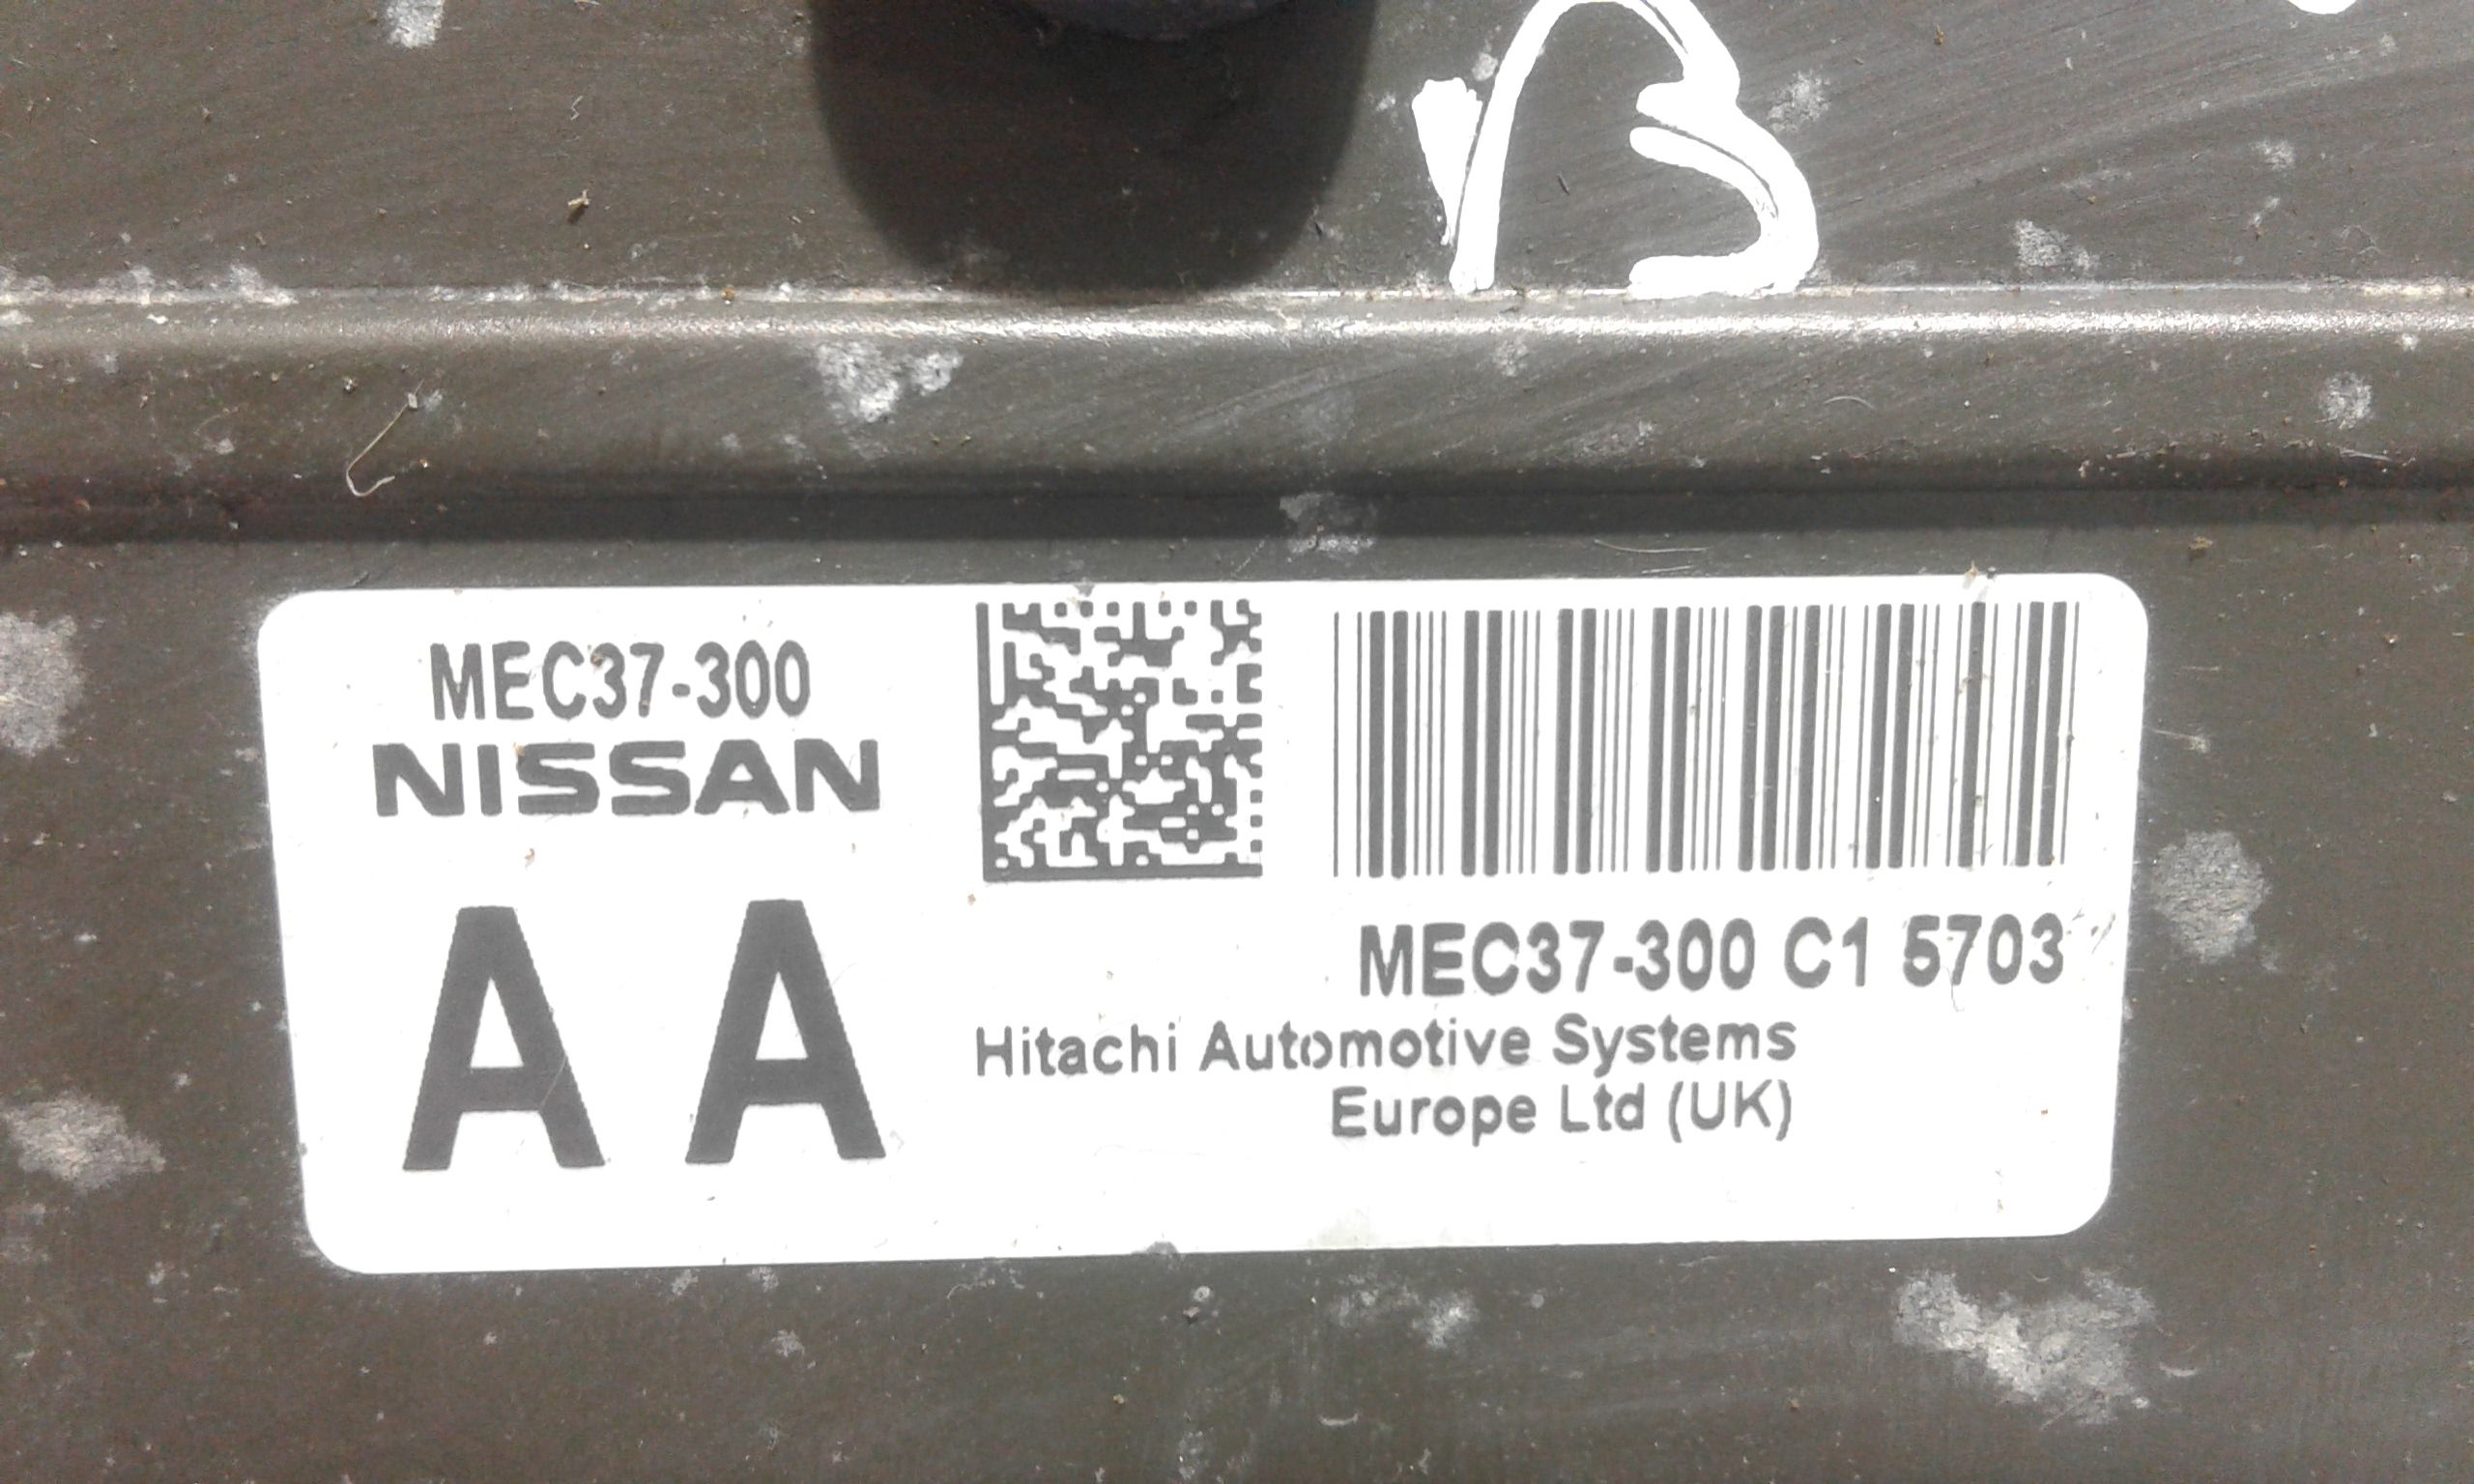 B
MEC37-300
NISSAN
AA
MEC37-300 C1 5703
Hitachi Automotive Systems
Europe Ltd (UK)